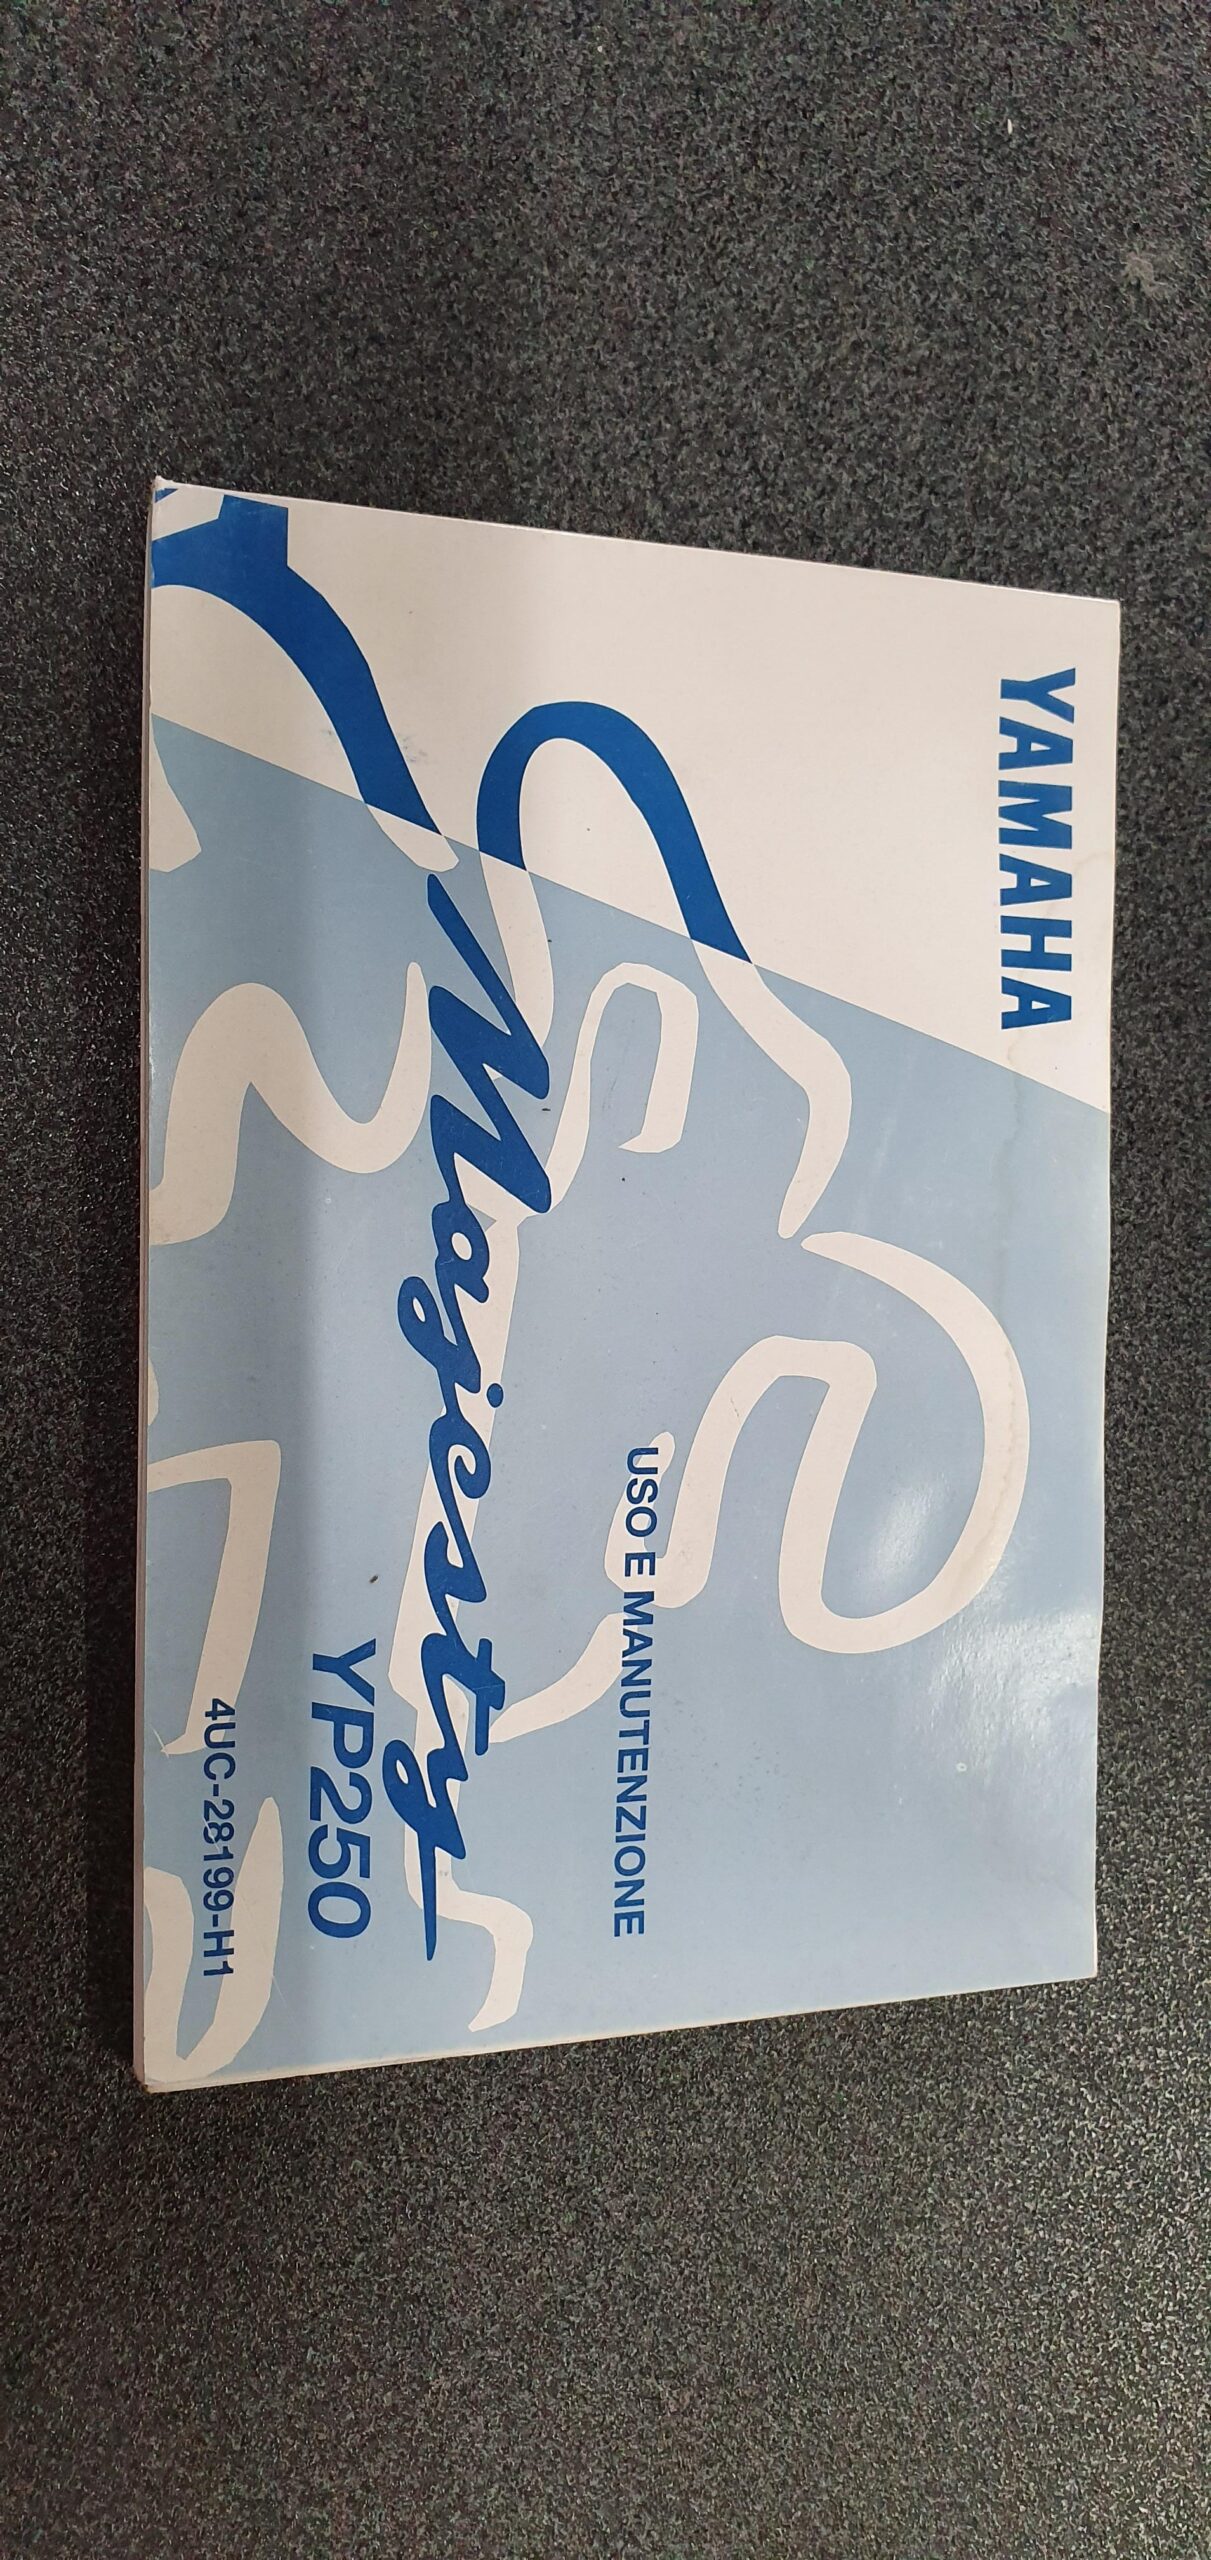 YAMAHA
USO E MANUTENZIONE
Majesty
YP250
4UC-28199-H1